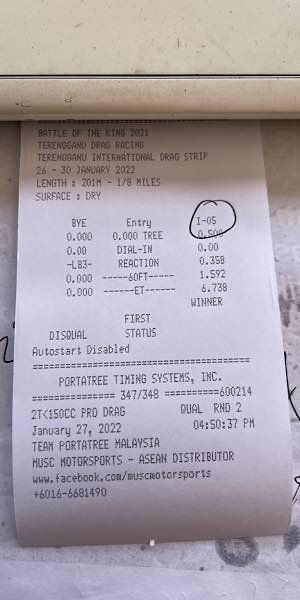 BATTLE OF THE KING 2021
TERENGGANU DRAG RACING
TERENGGANU INTERNATIONAL DRAG STRIP
26 - 30 JANUARY 2022
LENGTH : 201M - 1/8 MILES
SURFACE : DRY
BYE Entry I-05
0.000 0.000 TREE 0.500
0.00 DIAL-IN 0.00
-LB3- REACTION 0.358
0.000 -----60FT----- 1.592
0.000 ------ET------ 6.738
WINNER
FIRST
DISQUAL STATUS
Autostart Disabled
=====================================
PORTATREE TIMING SYSTEMS, INC.
============== 347/348 ==========600214
2T<150CC PRO DRAG QUAL RND 2
January 27, 2022 04:50:37 PM
TEAM PORTATREE MALAYSIA
MUSC MOTORSPORTS - ASEAN DISTRIBUTOR
www.facebook.com/muscmotorsports
+6016-6681490